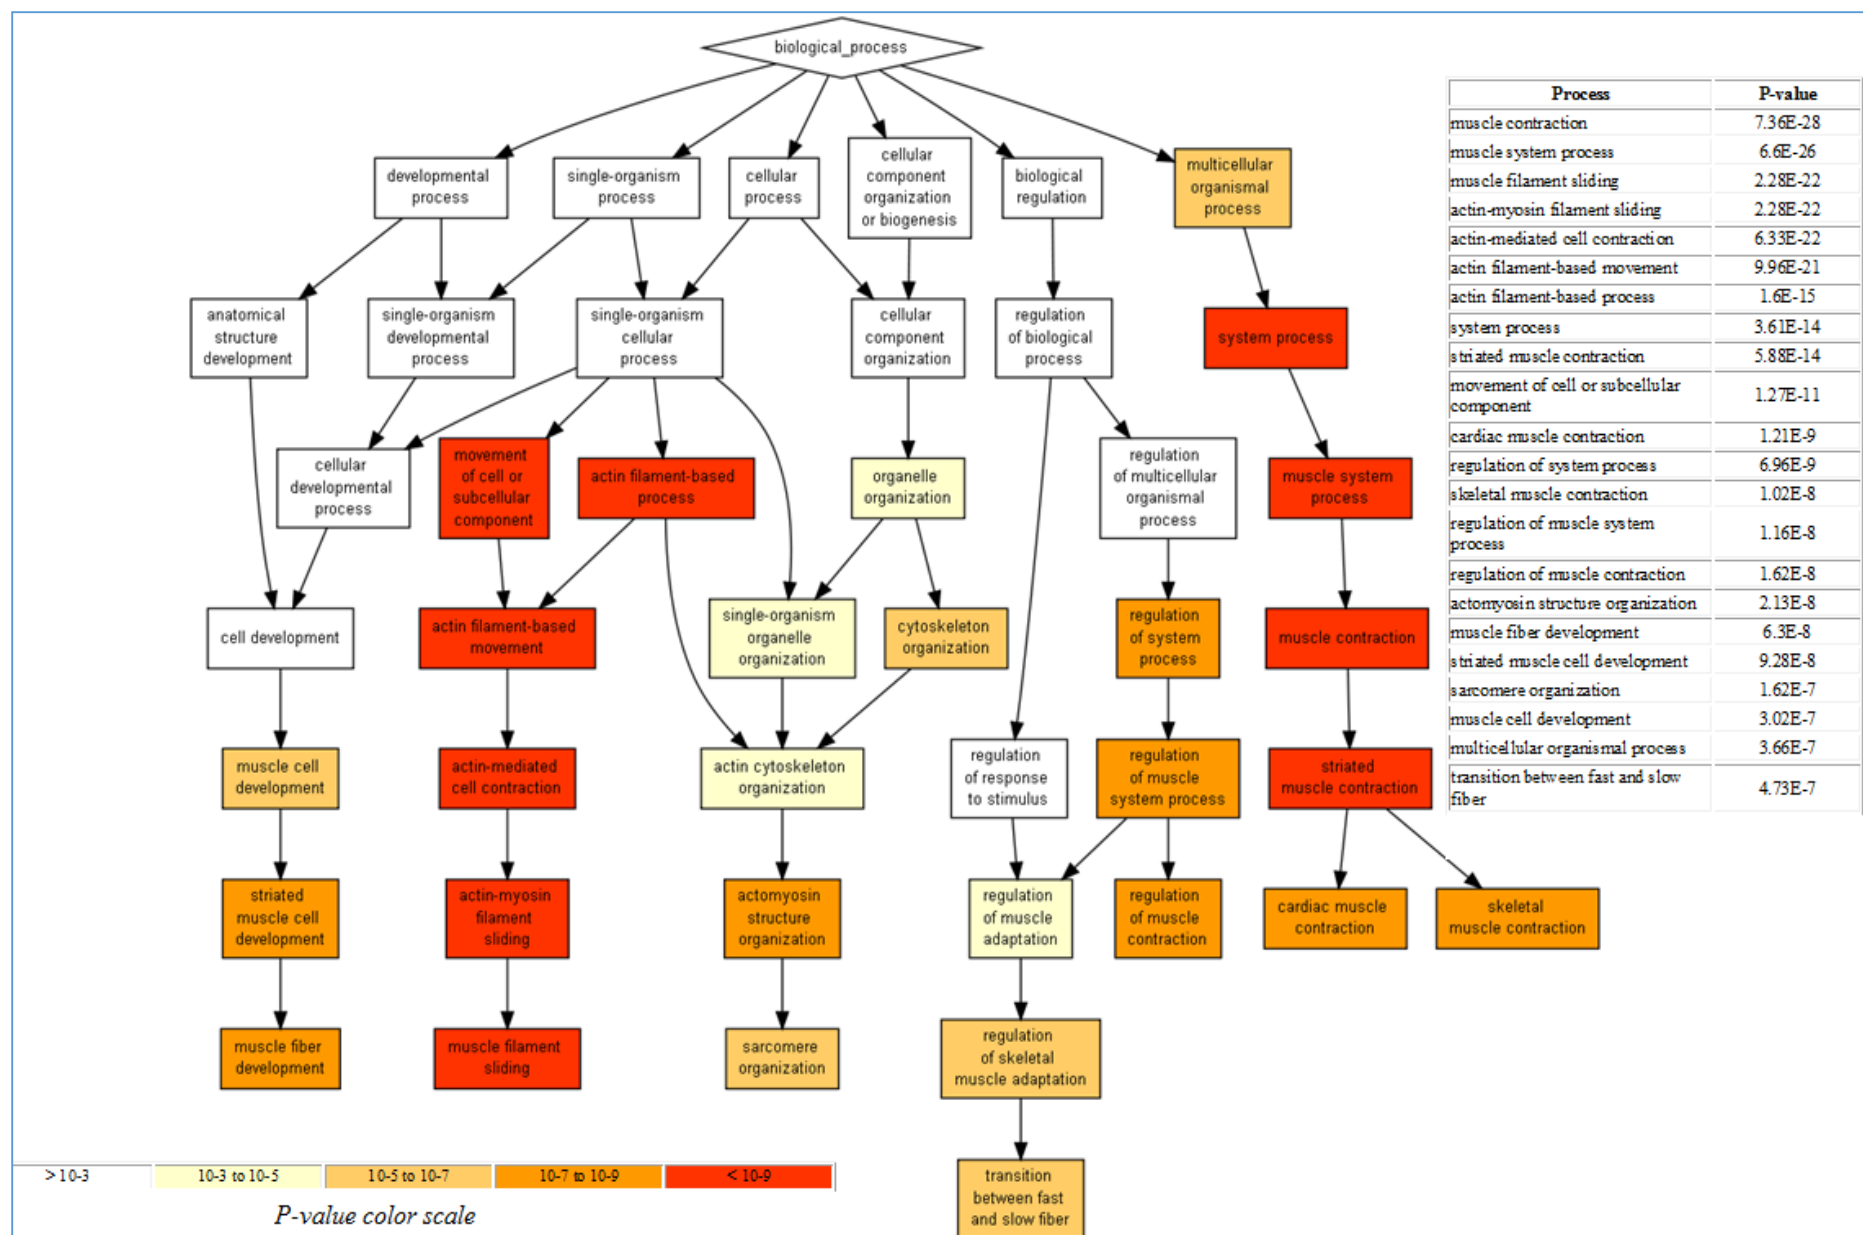 biological_process
developmental
process
single-organism
process
cellular
process
cellular
component
organization
or biogenesis
biological
regulation
multicellular
organismal
process
anatomical
structure
development
single-organism
developmental
process
single-organism
cellular
process
cellular
component
organization
regulation
of biological
process
system process
cellular
developmental
process
movement
of cell or
subcellular
component
actin filament-based
process
organelle
organization
regulation
of multicellular
organismal
process
muscle system
process
cell development
actin filament-based
movement
single-organism
organelle
organization
cytoskeleton
organization
regulation
of system
process
muscle contraction
muscle cell
development
actin-mediated
cell contraction
actin cytoskeleton
organization
regulation
of response
to stimulus
regulation
of muscle
system process
striated
muscle contraction
striated
muscle cell
development
actin-myosin
filament
sliding
actomyosin
structure
organization
regulation
of muscle
adaptation
regulation
of muscle
contraction
cardiac muscle
contraction
skeletal
muscle contraction
muscle fiber
development
muscle filament
sliding
sarcomere
organization
regulation
of skeletal
muscle adaptation
transition
between fast
and slow fiber
Process P-value
muscle contraction 7.36E-28
muscle system process 6.6E-26
muscle filament sliding 2.28E-22
actin-myosin filament sliding 2.28E-22
actin-mediated cell contraction 6.33E-22
actin filament-based movement 9.96E-21
actin filament-based process 1.6E-15
system process 3.61E-14
striated muscle contraction 5.88E-14
movement of cell or subcellular
component 1.27E-11
cardiac muscle contraction 1.21E-9
regulation of system process 6.96E-9
skeletal muscle contraction 1.02E-8
regulation of muscle system
process 1.16E-8
regulation of muscle contraction 1.62E-8
actomyosin structure organization 2.13E-8
muscle fiber development 6.3E-8
striated muscle cell development 9.28E-8
sarcomere organization 1.62E-7
muscle cell development 3.02E-7
multicellular organismal process 3.66E-7
transition between fast and slow
fiber 4.73E-7
> 10-3 10-3 to 10-5 10-5 to 10-7 10-7 to 10-9 < 10-9
P-value color scale